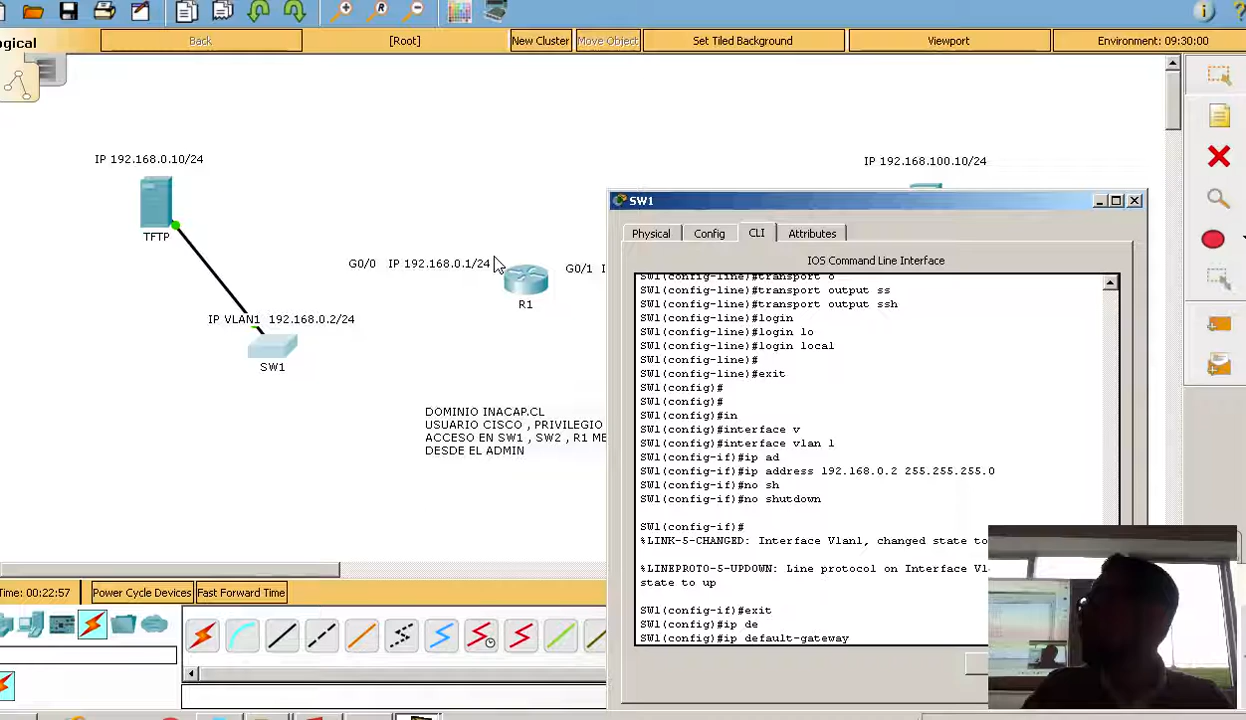 ogical
Back
[Root]
New Cluster
Move Object
Set Tiled Background
Viewport
Environment: 09:30:00
IP 192.168.0.10/24
TFTP
G0/0 IP 192.168.0.1/24
R1
G0/1 I
IP VLAN1 192.168.0.2/24
SW1
IP 192.168.100.10/24
DOMINIO INACAP.CL
USUARIO CISCO , PRIVILEGIO
ACCESO EN SW1 , SW2 , R1 ME
DESDE EL ADMIN
SW1
Physical
Config
CLI
Attributes
IOS Command Line Interface
SW1(config-line)#transport o
SW1(config-line)#transport output ss
SW1(config-line)#transport output ssh
SW1(config-line)#login
SW1(config-line)#login lo
SW1(config-line)#login local
SW1(config-line)#
SW1(config-line)#exit
SW1(config)#
SW1(config)#
SW1(config)#in
SW1(config)#interface v
SW1(config)#interface vlan 1
SW1(config-if)#ip ad
SW1(config-if)#ip address 192.168.0.2 255.255.255.0
SW1(config-if)#no sh
SW1(config-if)#no shutdown
SW1(config-if)#
%LINK-5-CHANGED: Interface Vlan1, changed state to
%LINEPROTO-5-UPDOWN: Line protocol on Interface Vl
state to up
SW1(config-if)#exit
SW1(config)#ip de
SW1(config)#ip default-gateway
Time: 00:22:57
Power Cycle Devices
Fast Forward Time